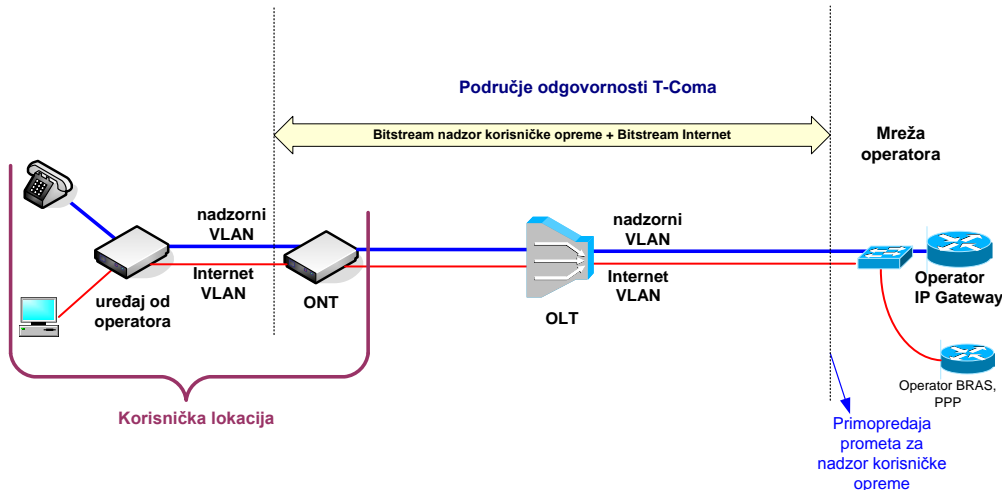 Područje odgovornosti T-Coma
Bitstream nadzor korisničke opreme + Bitstream Internet
Mreža
operatora
nadzorni
VLAN
Internet
VLAN
uređaj od
operatora
ONT
nadzorni
VLAN
Internet
VLAN
OLT
Operator
IP Gateway
Operator BRAS,
PPP
Korisnička lokacija
Primopredaja
prometa za
nadzor korisničke
opreme